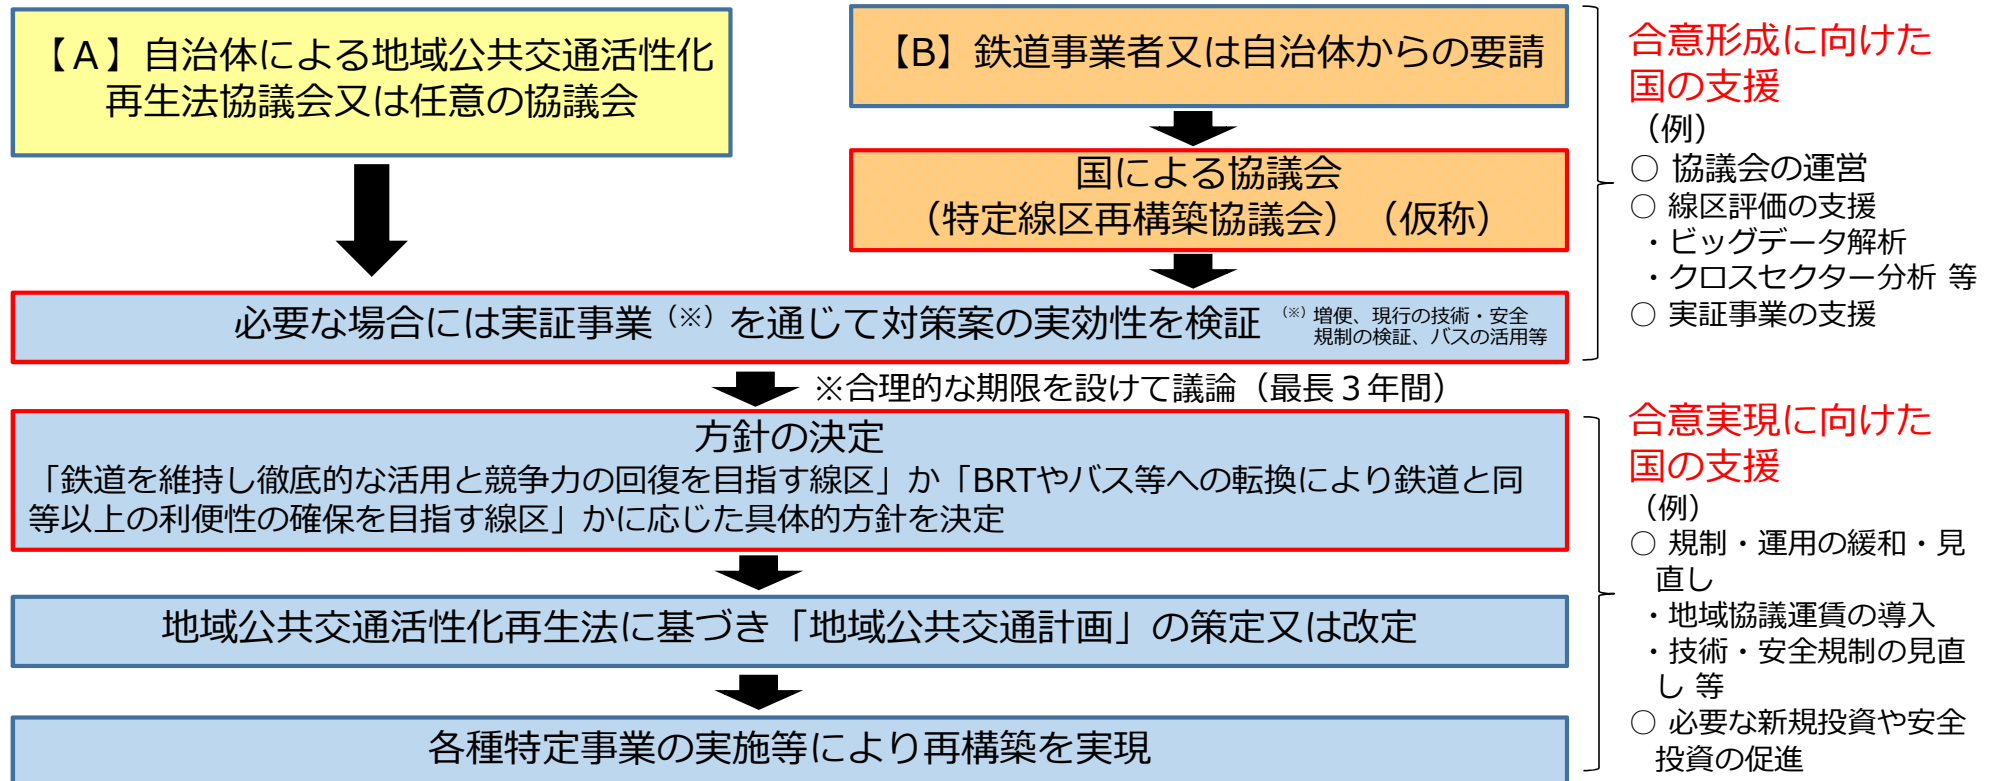 【A】自治体による地域公共交通活性化
再生法協議会又は任意の協議会
【B】鉄道事業者又は自治体からの要請
国による協議会
（特定線区再構築協議会）（仮称）
必要な場合には実証事業（※）を通じて対策案の実効性を検証
（※）増便、現行の技術・安全
規制の検証、バスの活用等
※合理的な期限を設けて議論（最長３年間）
方針の決定
「鉄道を維持し徹底的な活用と競争力の回復を目指す線区」か「BRTやバス等への転換により鉄道と同
等以上の利便性の確保を目指す線区」かに応じた具体的方針を決定
地域公共交通活性化再生法に基づき「地域公共交通計画」の策定又は改定
各種特定事業の実施等により再構築を実現
合意形成に向けた
国の支援
（例）
○ 協議会の運営
○ 線区評価の支援
・ビッグデータ解析
・クロスセクター分析 等
○ 実証事業の支援
合意実現に向けた
国の支援
（例）
○ 規制・運用の緩和・見
直し
・地域協議運賃の導入
・技術・安全規制の見直
し 等
○ 必要な新規投資や安全
投資の促進